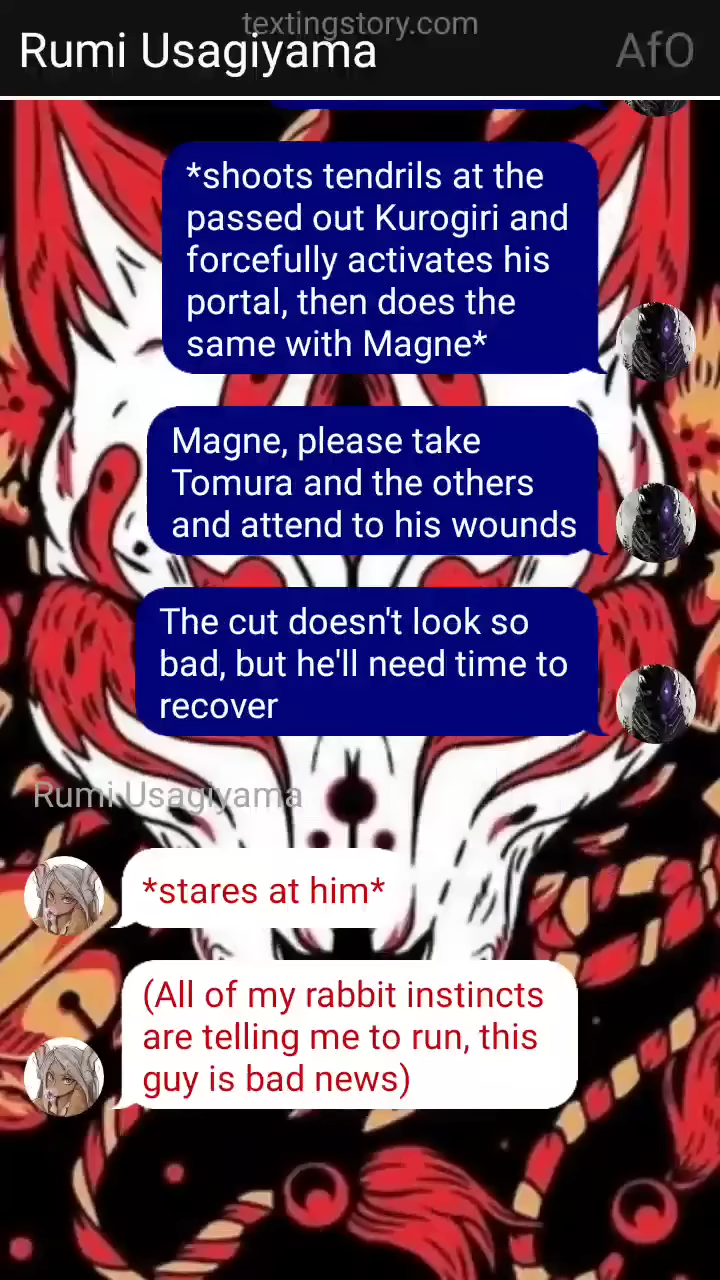 textingstory.com
Rumi Usagiyama
AfO
*shoots tendrils at the
passed out Kurogiri and
forcefully activates his
portal, then does the
same with Magne*
Magne, please take
Tomura and the others
and attend to his wounds
The cut doesn't look so
bad, but he'll need time to
recover
Rumi Usagiyama
*stares at him*
(All of my rabbit instincts
are telling me to run, this
guy is bad news)